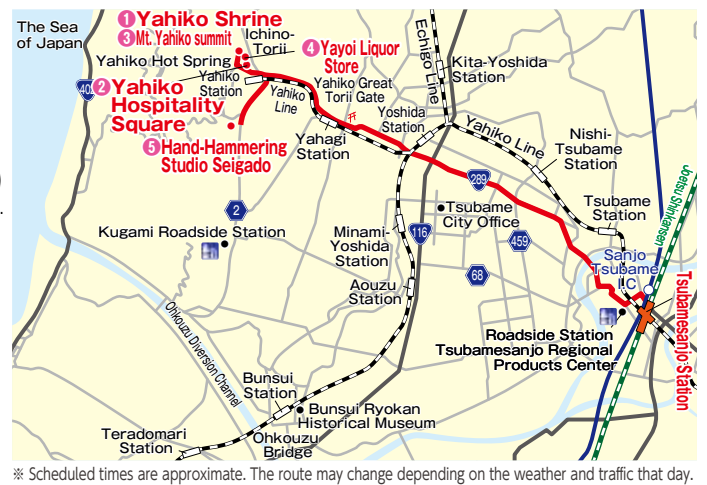 The Sea
of Japan
❶Yahiko Shrine
❸Mt. Yahiko summit
Ichino-
Torii
❹Yayoi Liquor
Store
Yahiko Hot Spring
Yahiko
Station
❷Yahiko
Hospitality
Square
Yahiko
Line
Yahiko Great
Torii Gate
Echigo Line
Kita-Yoshida
Station
Yoshida
Station
Yahagi
Station
❺Hand-Hammering
Studio Seigado
Yahiko Line
Nishi-
Tsubame
Station
289
Tsubame
Station
Joetsu Shinkansen
2
Kugami Roadside Station
Minami-
Yoshida
Station
116
Tsubame
City Office
459
68
Sanjo
Tsubame
IC
Aouzu
Station
Tsubamesanjo Station
Roadside Station
Tsubamesanjo Regional
Products Center
Ohkouzu Diversion Channel
Bunsui
Station
Bunsui Ryokan
Historical Museum
Teradomari
Station
Ohkouzu
Bridge
※ Scheduled times are approximate. The route may change depending on the weather and traffic that day.